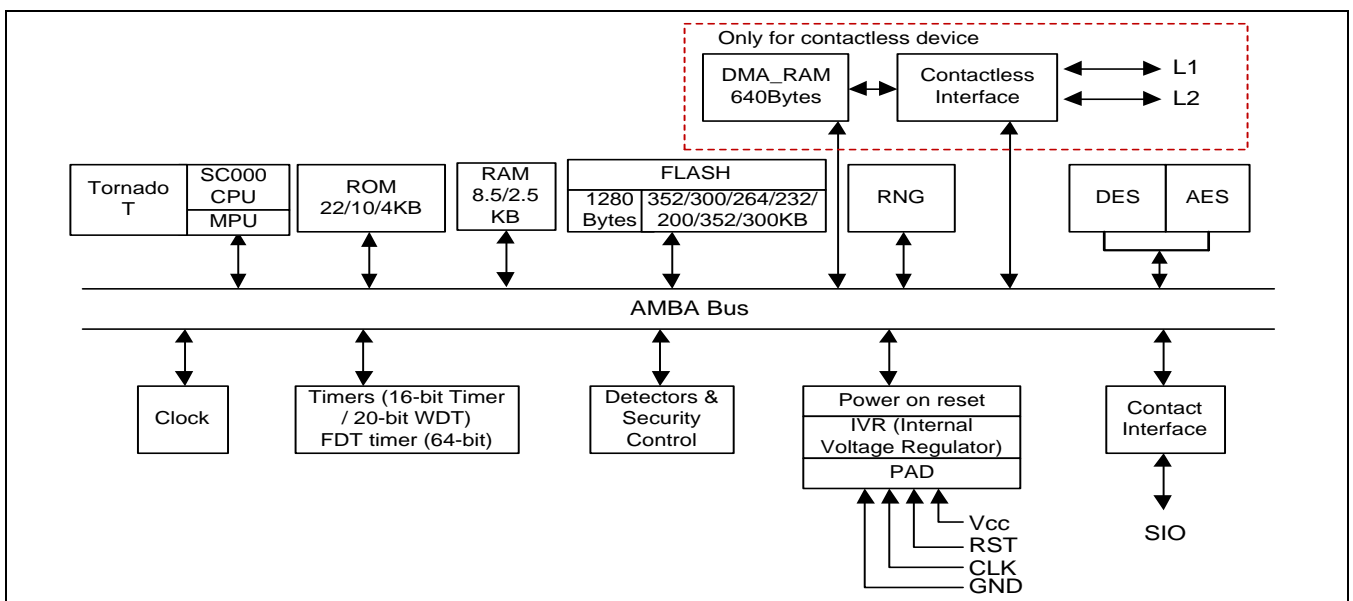 Only for contactless device
DMA_RAM
640Bytes
Contactless
Interface
L1
L2
Tornado
T
SC000
CPU
MPU
ROM
22/10/4KB
RAM
8.5/2.5
KB
FLASH
1280
Bytes
352/300/264/232/
200/352/300KB
RNG
DES
AES
AMBA Bus
Clock
Timers (16-bit Timer
/ 20-bit WDT)
FDT timer (64-bit)
Detectors &
Security
Control
Power on reset
IVR (Internal
Voltage Regulator)
PAD
Contact
Interface
Vcc
RST
CLK
GND
SIO